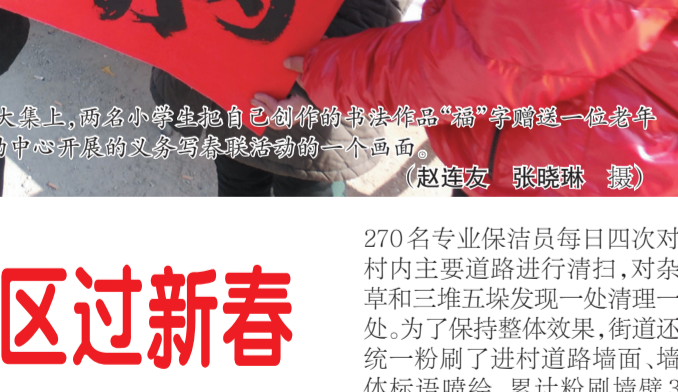 大集上,两名小学生把自己创作的书法作品“福”字赠送一位老年
中心开展的义务写春联活动的一个画面。
(赵连友 张晓琳 摄)
区过新春
270名专业保洁员每日四次对
村内主要道路进行清扫,对杂
草和三堆五垛发现一处清理一
处。为了保持整体效果,街道还
统一粉刷了进村道路墙面、墙
体标语喷绘,累计粉刷墙壁3